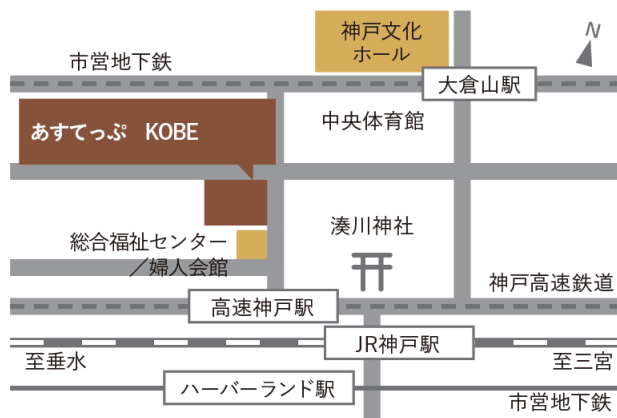 神戸文化
ホール
N
市営地下鉄
大倉山駅
あすてっぷ　KOBE
中央体育館
湊川神社
総合福祉センター
／婦人会館
神戸高速鉄道
高速神戸駅
JR神戸駅
至垂水
至三宮
ハーバーランド駅
市営地下鉄